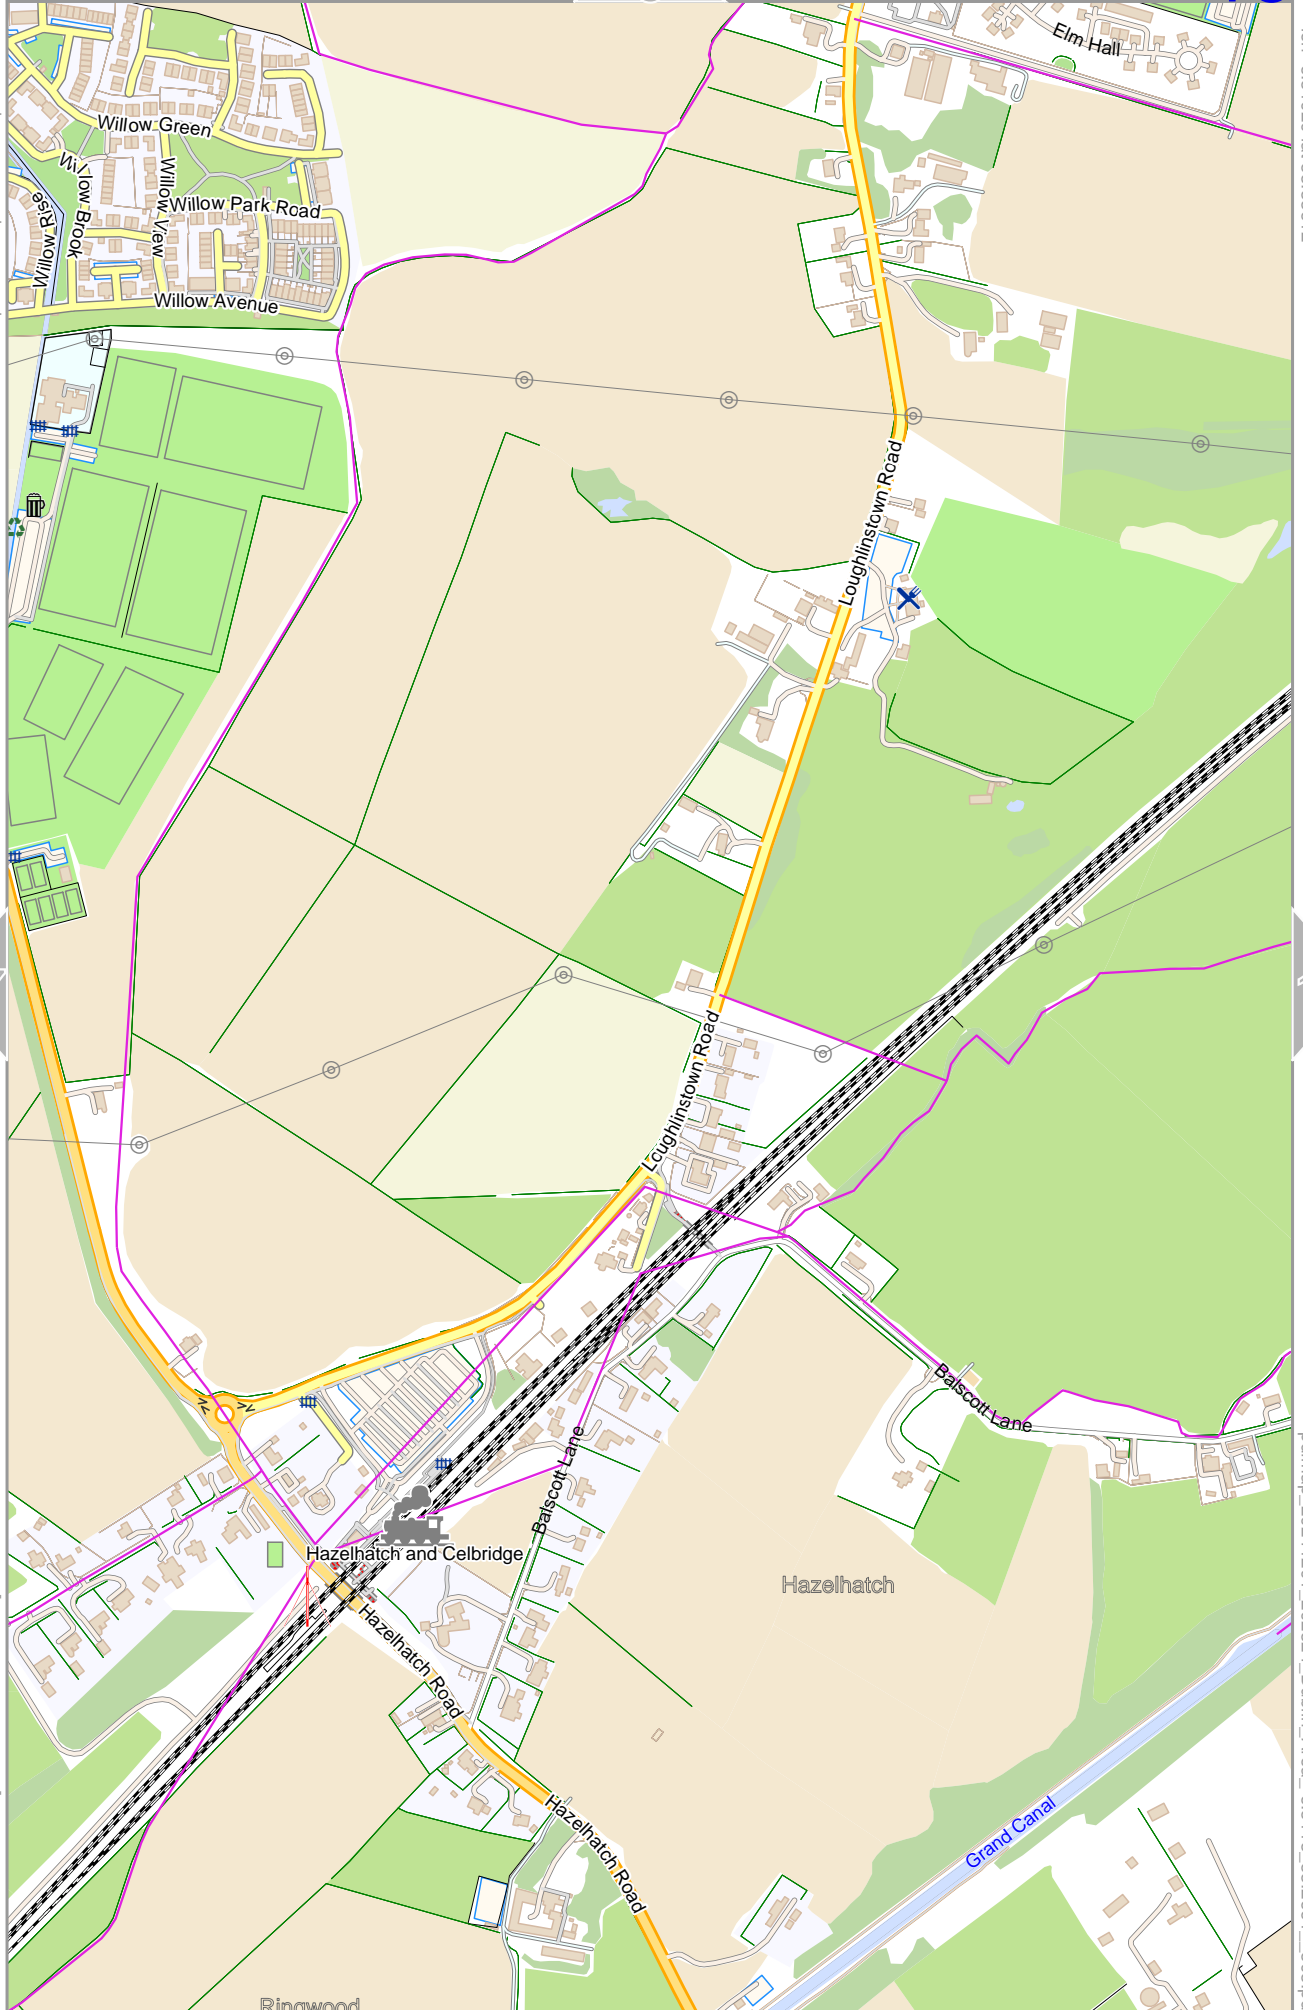 Elm Hall
Willow Green
Willow Brook
Willow View
Willow Rise
Willow Park Road
Willow Avenue
Loughlinstown Road
Loughlinstown Road
Balscott Lane
Balscott Lane
Hazelhatch and Celbridge
Hazelhatch
Hazelhatch Road
Hazelhatch Road
Grand Canal
Ringwood